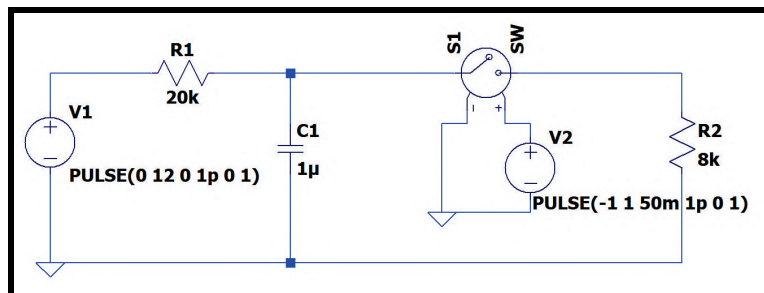 R1
20k
V1
PULSE(0 12 0 1p 0 1)
C1
1µ
S1
SW
V2
PULSE(-1 1 50m 1p 0 1)
R2
8k